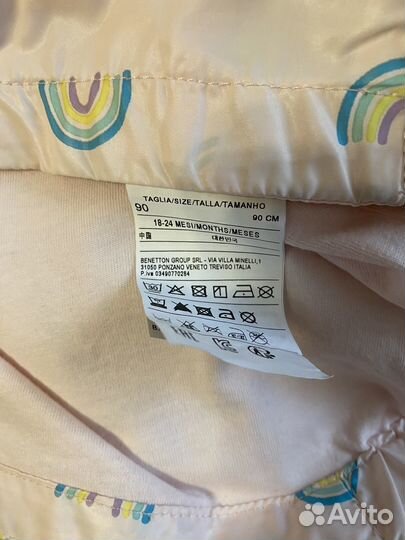 TAGLIA/SIZE/TALLA/TAMANHO
90 90 CM
18-24 MESI/MONTHS/MESES
中国 대한민국
BENETTON GROUP SRL - VIA VILLA MINELLI,1
31050 PONZANO VENETO TREVISO ITALIA
P.iva 03490770264
30
Avito